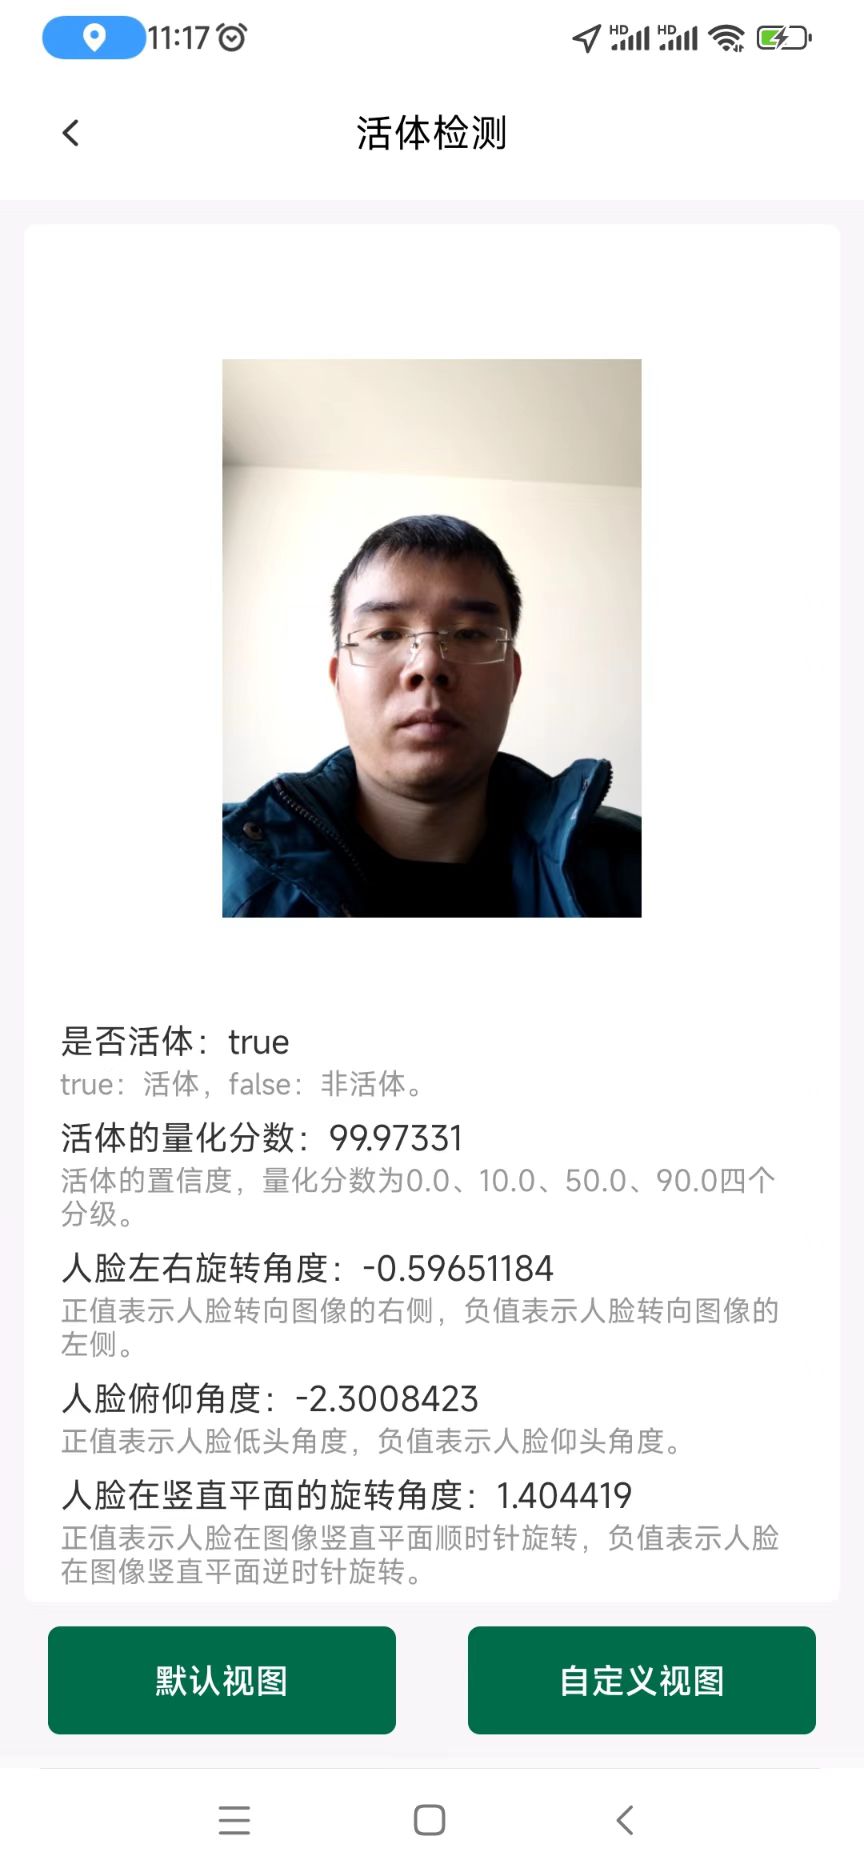 11:17
HD HD
活体检测
是否活体：true
true：活体，false：非活体。
活体的量化分数：99.97331
活体的置信度，量化分数为0.0、10.0、50.0、90.0四个
分级。
人脸左右旋转角度：-0.59651184
正值表示人脸转向图像的右侧，负值表示人脸转向图像的
左侧。
人脸俯仰角度：-2.3008423
正值表示人脸低头角度，负值表示人脸仰头角度。
人脸在竖直平面的旋转角度：1.404419
正值表示人脸在图像竖直平面顺时针旋转，负值表示人脸
在图像竖直平面逆时针旋转。
默认视图 自定义视图